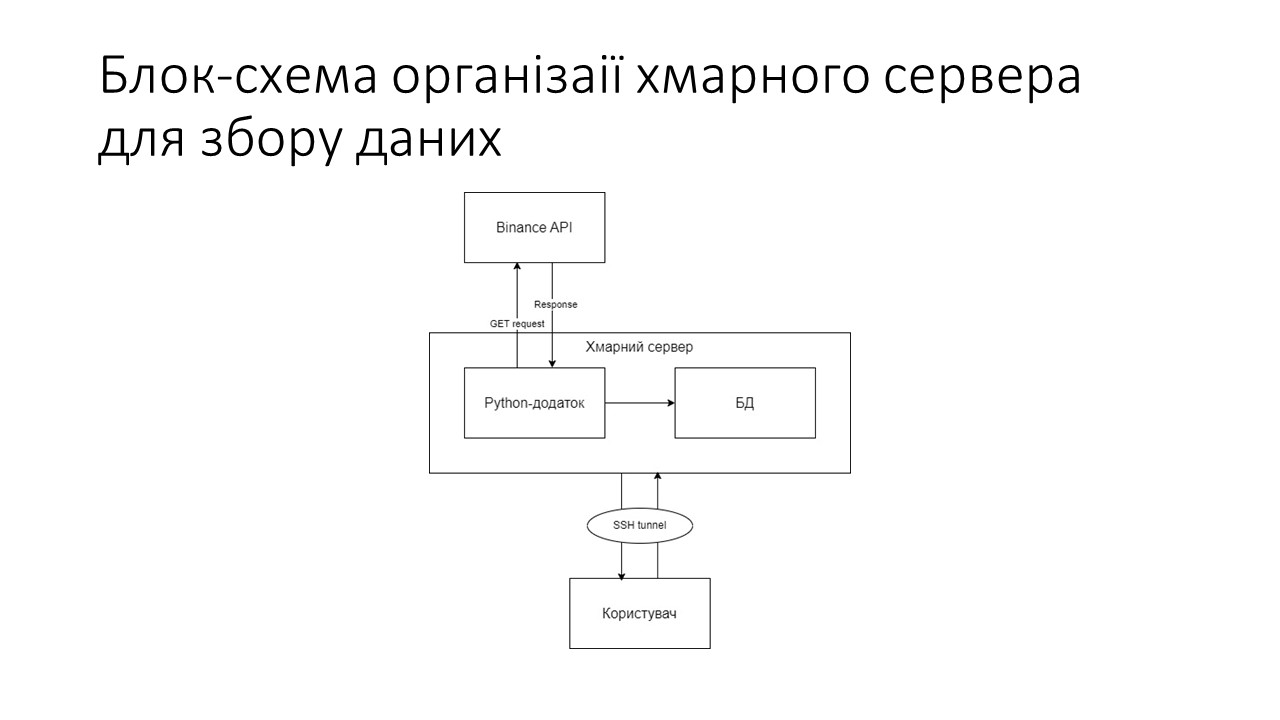 Блок-схема організаії хмарного сервера
для збору даних
Binance API
Response
GET request
Хмарний сервер
Python-додаток
БД
SSH tunnel
Користувач